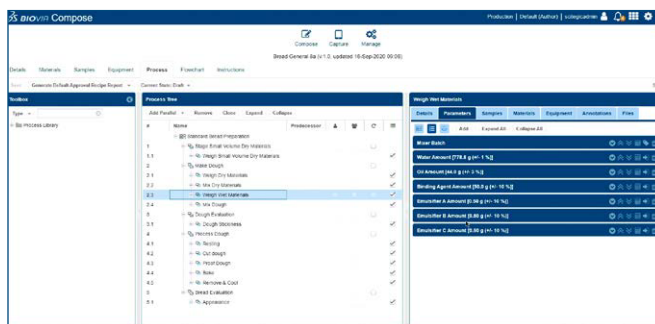 BIOVIA Compose
Production | Default (Author) | scitegicadmin
Compose Capture Manage
Bread General 8a (v 1.0, updated 16-Sep-2020 09:00)
Details Materials Samples Equipment Process Flowchart Instructions
Generate Default Approval Recipe Report Current State: Draft
Toolbox
Type
Bio Process Library
Process Tree
Add Parallel Remove Clone Expand Collapse
# Name Predecessor
Standard Bread Preparation
1 Stage Small Volume Dry Materials
1.1 Weigh Small Volume Dry Materials
2 Make Dough
2.1 Weigh Dry Materials
2.2 Mix Dry Materials
2.3 Weigh Wet Materials
2.4 Mix Dough
3 Dough Evaluation
3.1 Dough Stickiness
4 Process Dough
4.1 Resting
4.2 Cut dough
4.3 Proof Dough
4.4 Bake
4.5 Remove & Cool
5 Bread Evaluation
5.1 Appearance
Weigh Wet Materials
Details Parameters Samples Materials Equipment Annotations Files
Add Expand All Collapse All
Mixer Batch
Water Amount [778.8 g (+/- 1 %)]
Oil Amount [44.0 g (+/- 3 %)]
Binding Agent Amount [50.0 g (+/- 10 %)]
Emulsifier A Amount [0.88 g (+/- 10 %)]
Emulsifier B Amount [0.88 g (+/- 10 %)]
Emulsifier C Amount [0.88 g (+/- 10 %)]